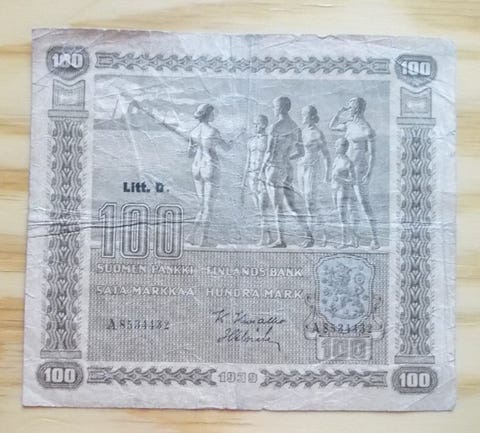 100 100
Litt. D.
100
SUOMEN PANKKI - FINLANDS BANK
SATA MARKKAA HUNDRA MARK
A8534432 A8534432
100
100 1939 100